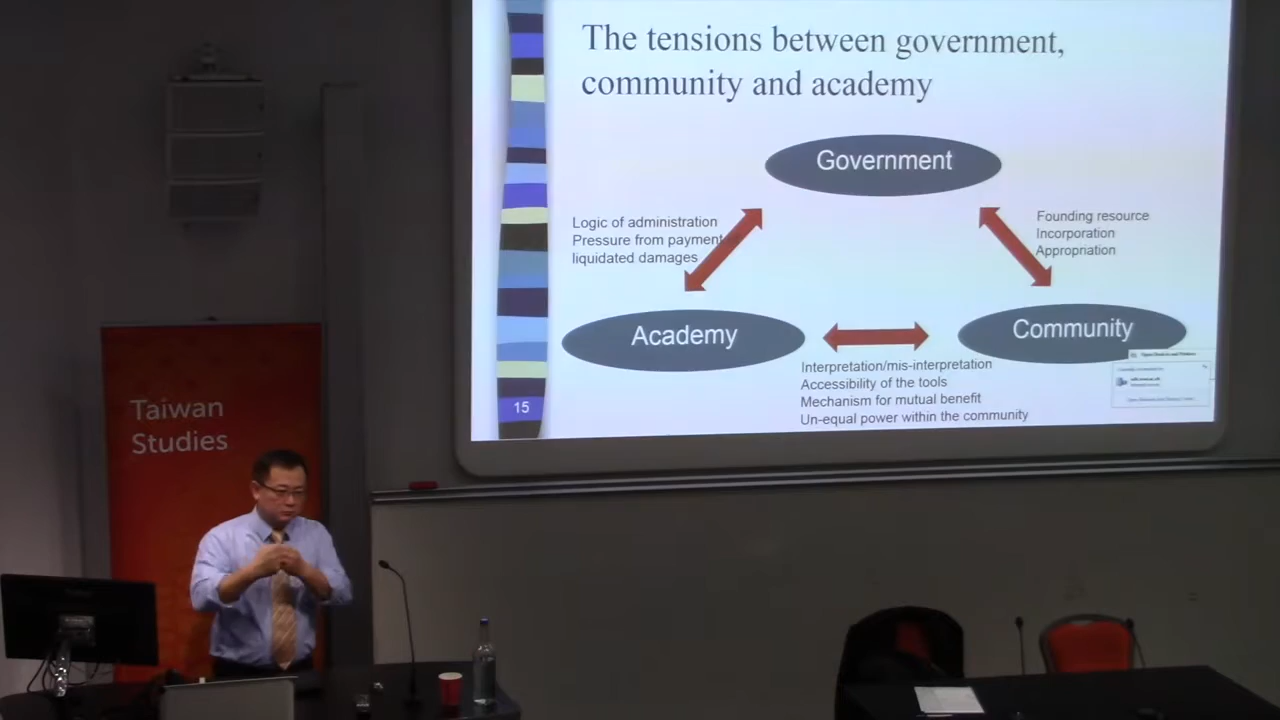 The tensions between government,
community and academy
Government
Logic of administration
Pressure from payment
liquidated damages
Founding resource
Incorporation
Appropriation
Academy
Community
Interpretation/mis-interpretation
Accessibility of the tools
Mechanism for mutual benefit
Un-equal power within the community
15
Taiwan
Studies